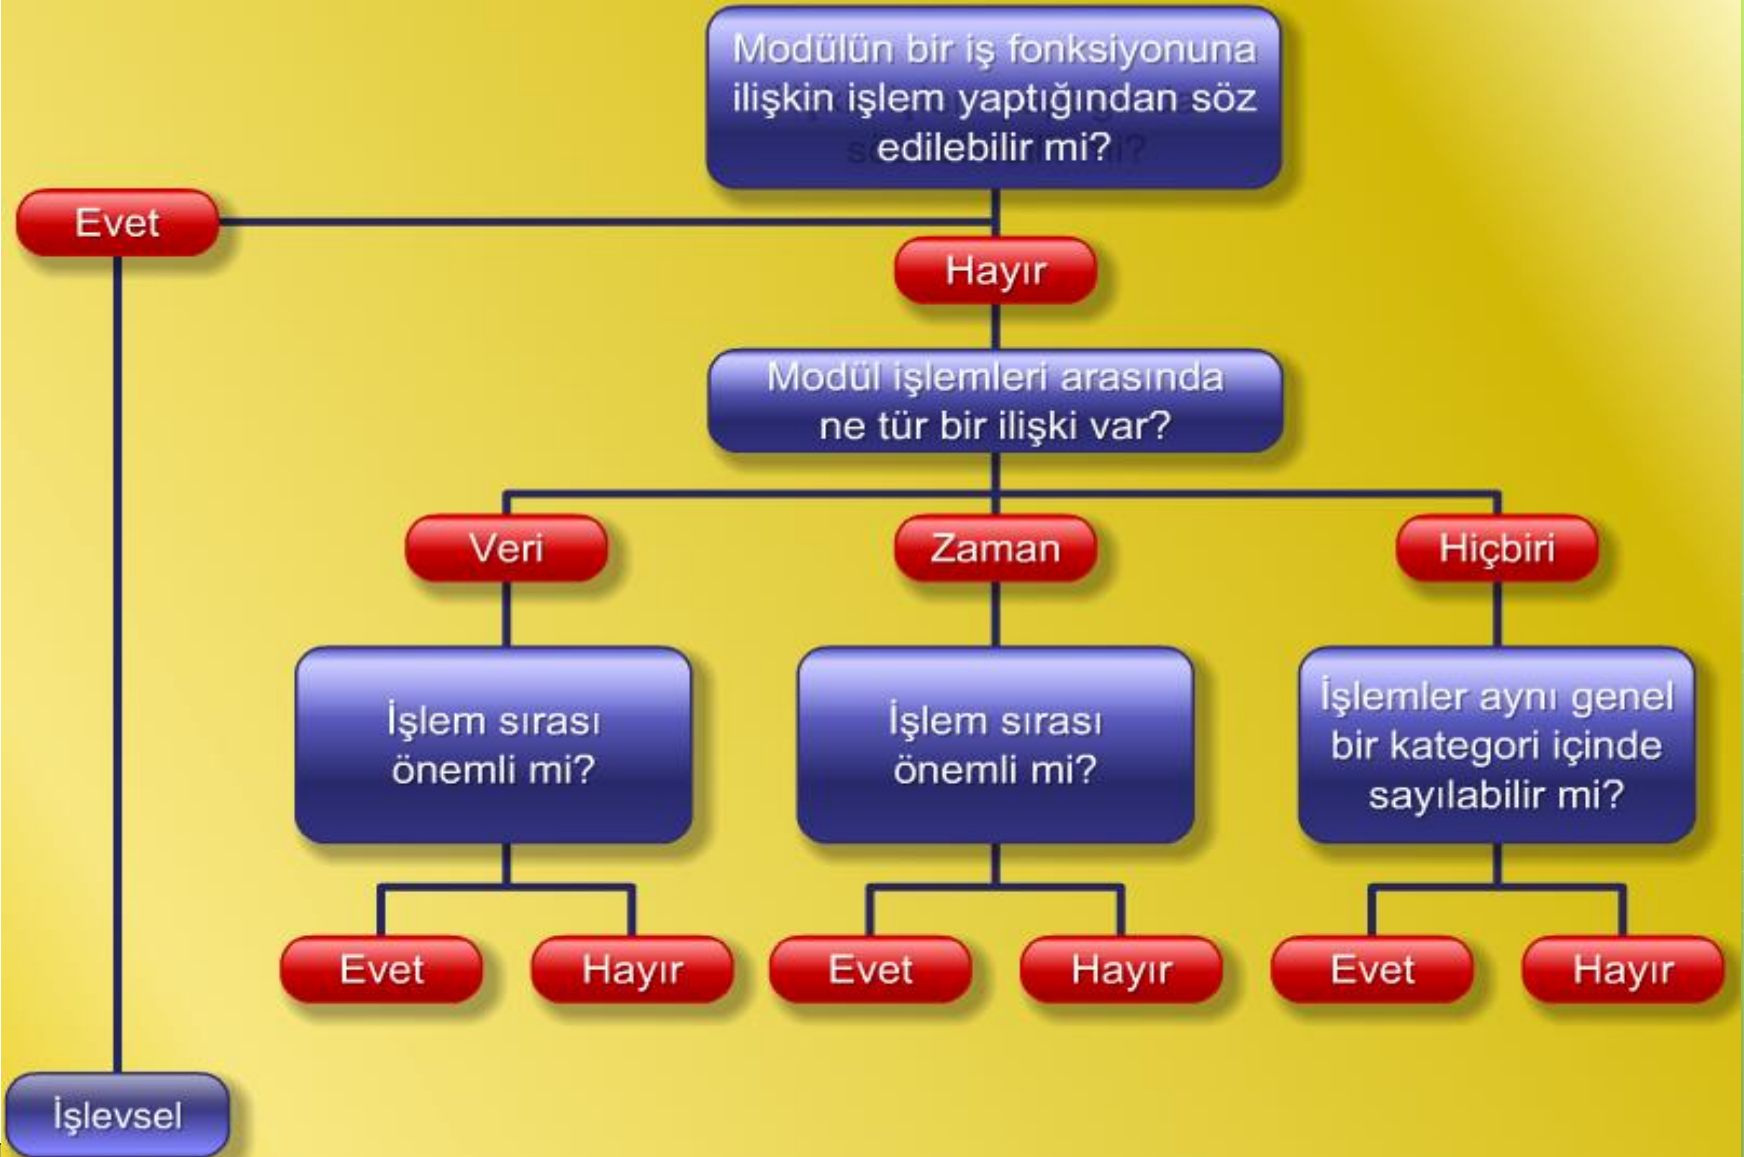 Modülün bir iş fonksiyonuna
ilişkin işlem yaptığından söz
edilebilir mi?
Evet
Hayır
Modül işlemleri arasında
ne tür bir ilişki var?
Veri
Zaman
Hiçbiri
İşlem sırası
önemli mi?
İşlem sırası
önemli mi?
İşlemler aynı genel
bir kategori içinde
sayılabilir mi?
Evet
Hayır
Evet
Hayır
Evet
Hayır
İşlevsel